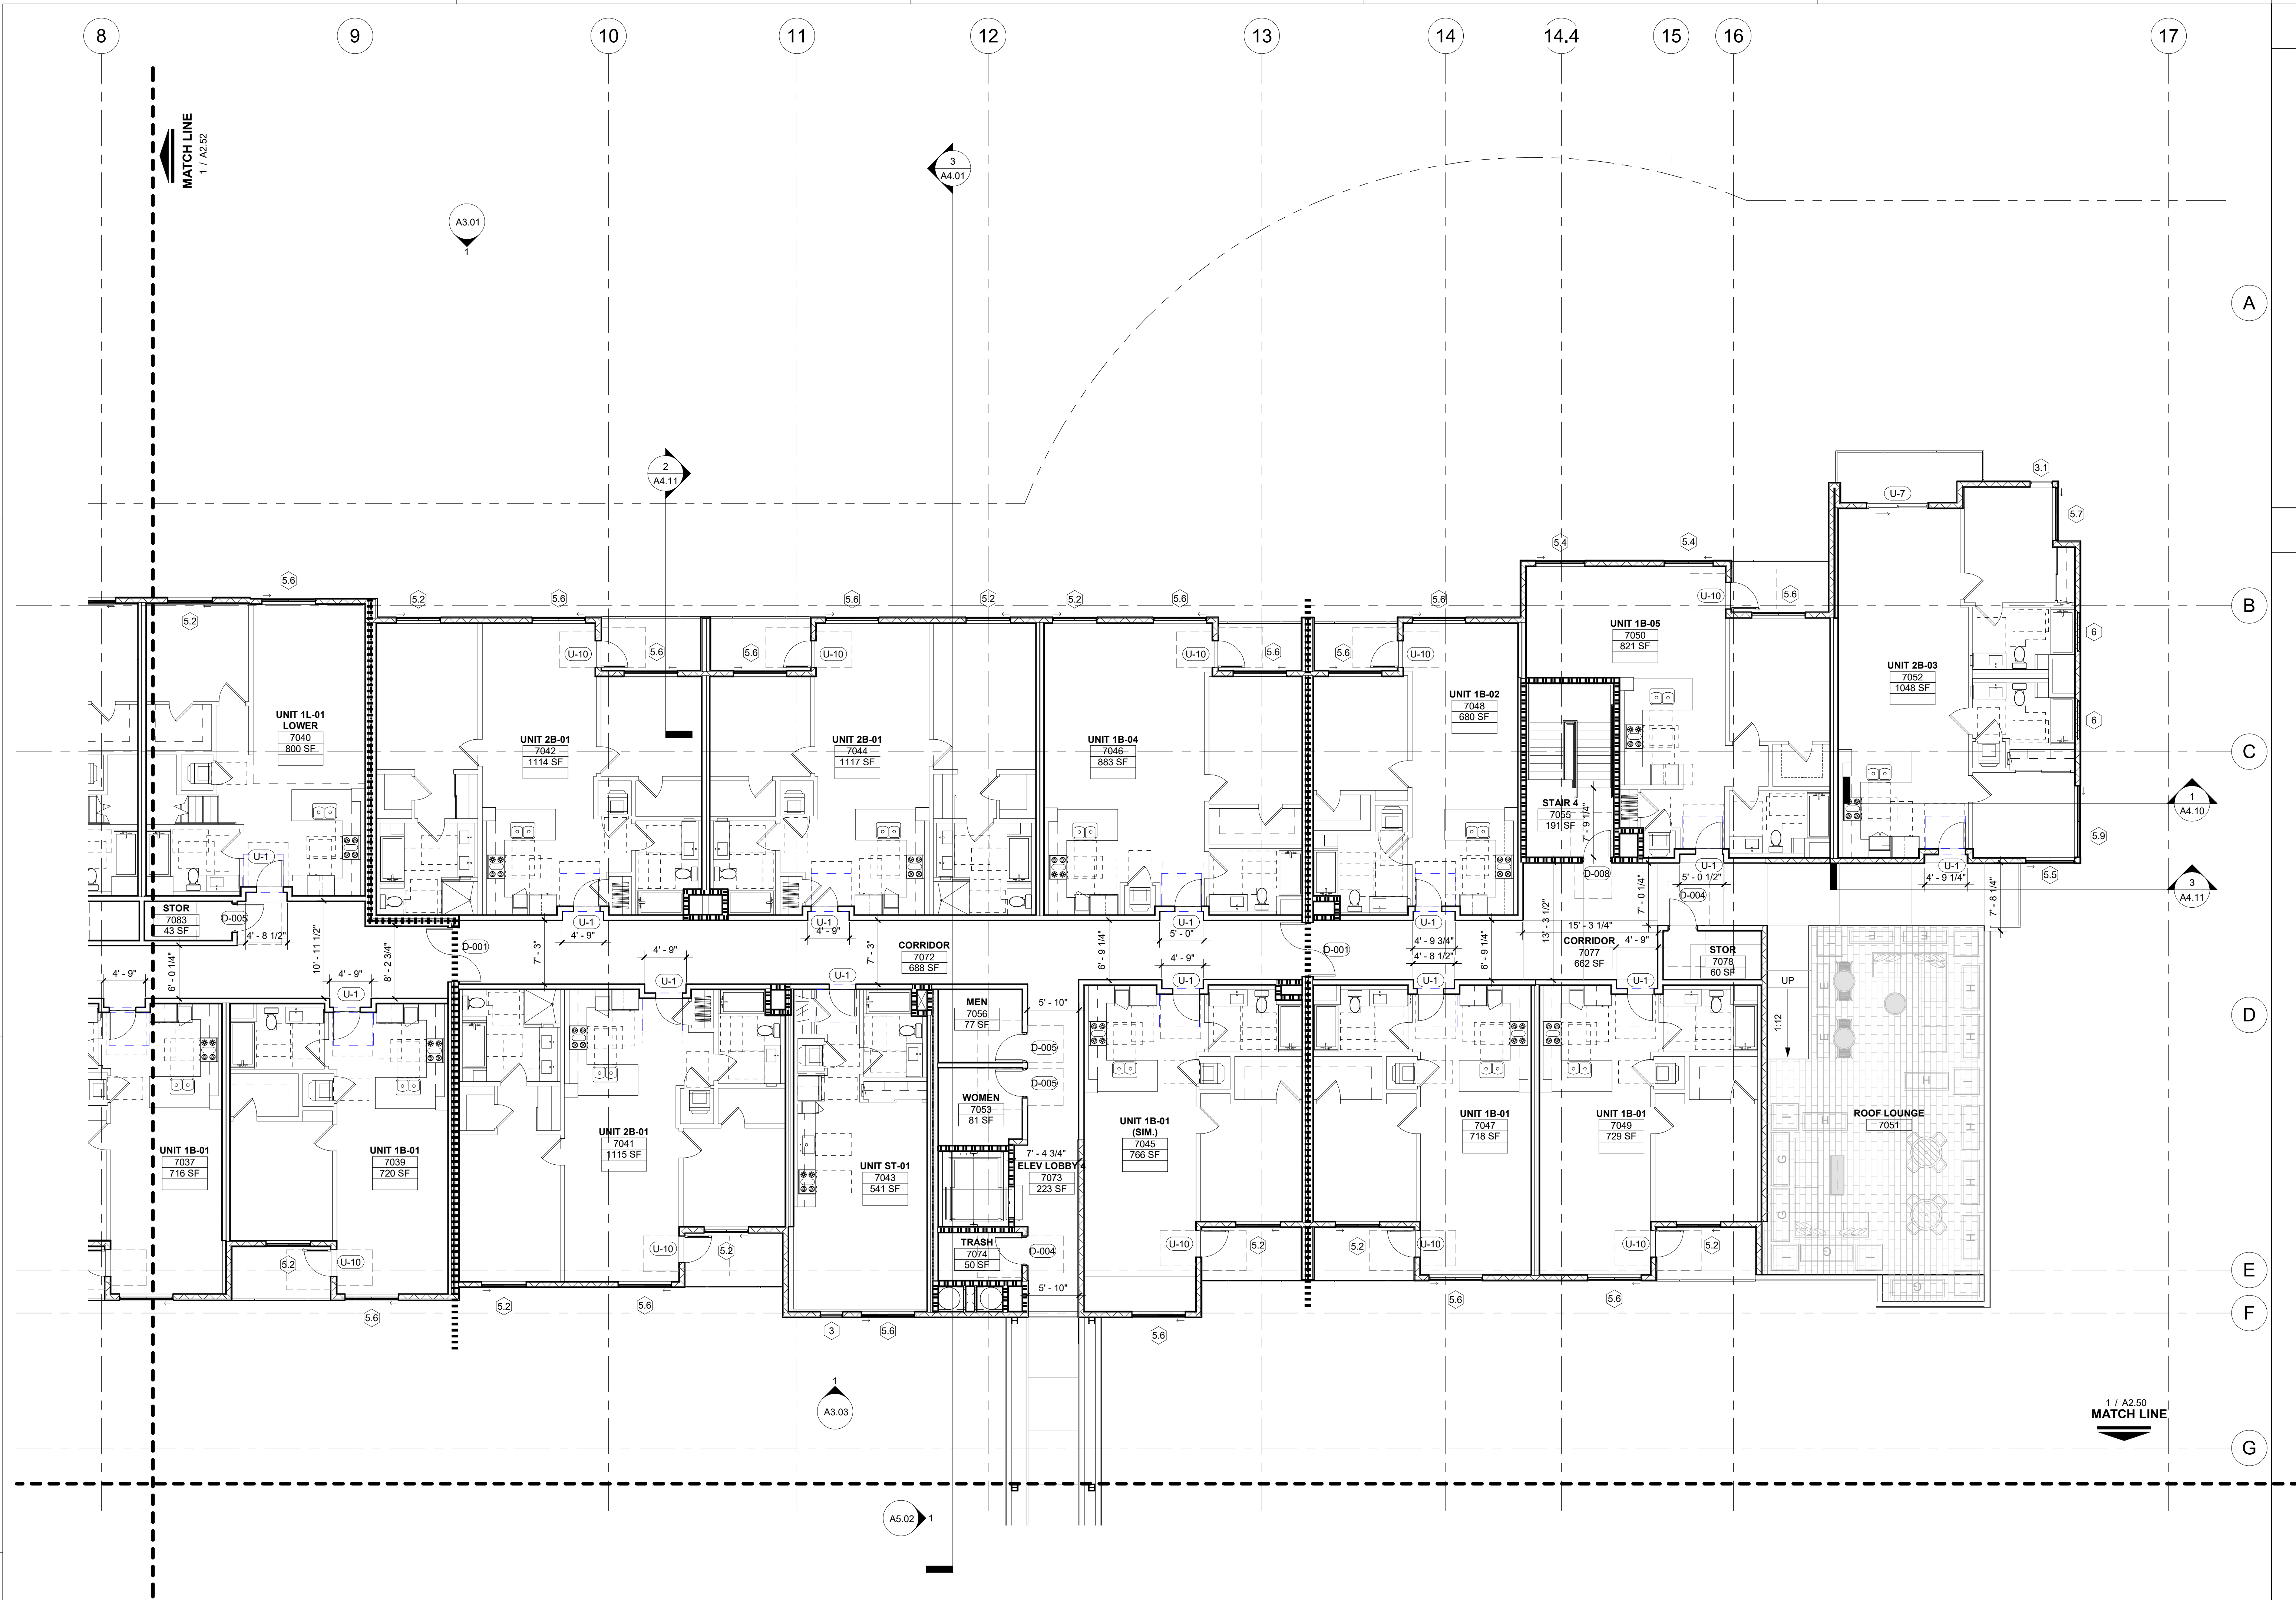 8
9
10
11
12
13
14
14.4
15
16
17
MATCH LINE
1 / A2.52
3
A4.01
A3.01
1
A
2
A4.11
3.1
U-7
5.7
5.4
5.4
5.6
5.2
5.6
5.6
5.2
5.2
5.6
5.6
U-10
5.6
B
5.2
U-10
5.6
5.6
U-10
U-10
5.6
5.6
U-10
UNIT 1B-05
7050
821 SF
6
UNIT 2B-03
7052
1048 SF
UNIT 1B-02
7048
680 SF
6
UNIT 1L-01
LOWER
7040
800 SF
UNIT 2B-01
7042
1114 SF
UNIT 2B-01
7044
1117 SF
UNIT 1B-04
7046
883 SF
C
STAIR 4
7055
191 SF
7' - 9 1/4"
1
A4.10
5.9
U-1
U-1
U-1
D-008
5' - 0 1/2"
4' - 9 1/4"
5.5
3
A4.11
D-004
7' - 0 1/4"
7' - 8 1/4"
STOR
7083
43 SF
D-005
4' - 8 1/2"
U-1
4' - 9"
U-1
4' - 9"
U-1
5' - 0"
U-1
4' - 9 3/4"
4' - 8 1/2"
13' - 3 1/2"
15' - 3 1/4"
6' - 0 1/4"
10' - 11 1/2"
8' - 2 3/4"
D-001
7' - 3"
4' - 9"
7' - 3"
CORRIDOR
7072
688 SF
6' - 9 1/4"
4' - 9"
D-001
6' - 9 1/4"
CORRIDOR
7077
662 SF
4' - 9"
STOR
7078
60 SF
4' - 9"
4' - 9"
U-1
U-1
U-1
U-1
U-1
U-1
UP
1:12
MEN
7056
77 SF
5' - 10"
D
D-005
D-005
WOMEN
7053
81 SF
UNIT 1B-01
7037
716 SF
UNIT 1B-01
7039
720 SF
UNIT 2B-01
7041
1115 SF
UNIT ST-01
7043
541 SF
7' - 4 3/4"
ELEV LOBBY 4
7073
223 SF
UNIT 1B-01
(SIM.)
7045
766 SF
UNIT 1B-01
7047
718 SF
UNIT 1B-01
7049
729 SF
ROOF LOUNGE
7051
E
E
E
E
I
I
I
I
H
H
H
H
H
H
H
G
G
G
G
TRASH
7074
50 SF
D-004
5' - 10"
5.2
U-10
U-10
5.2
U-10
5.2
5.2
U-10
U-10
5.2
E
5.6
5.2
5.6
3
5.6
5.6
5.6
5.6
F
1
A3.03
1 / A2.50
MATCH LINE
G
A5.02
1